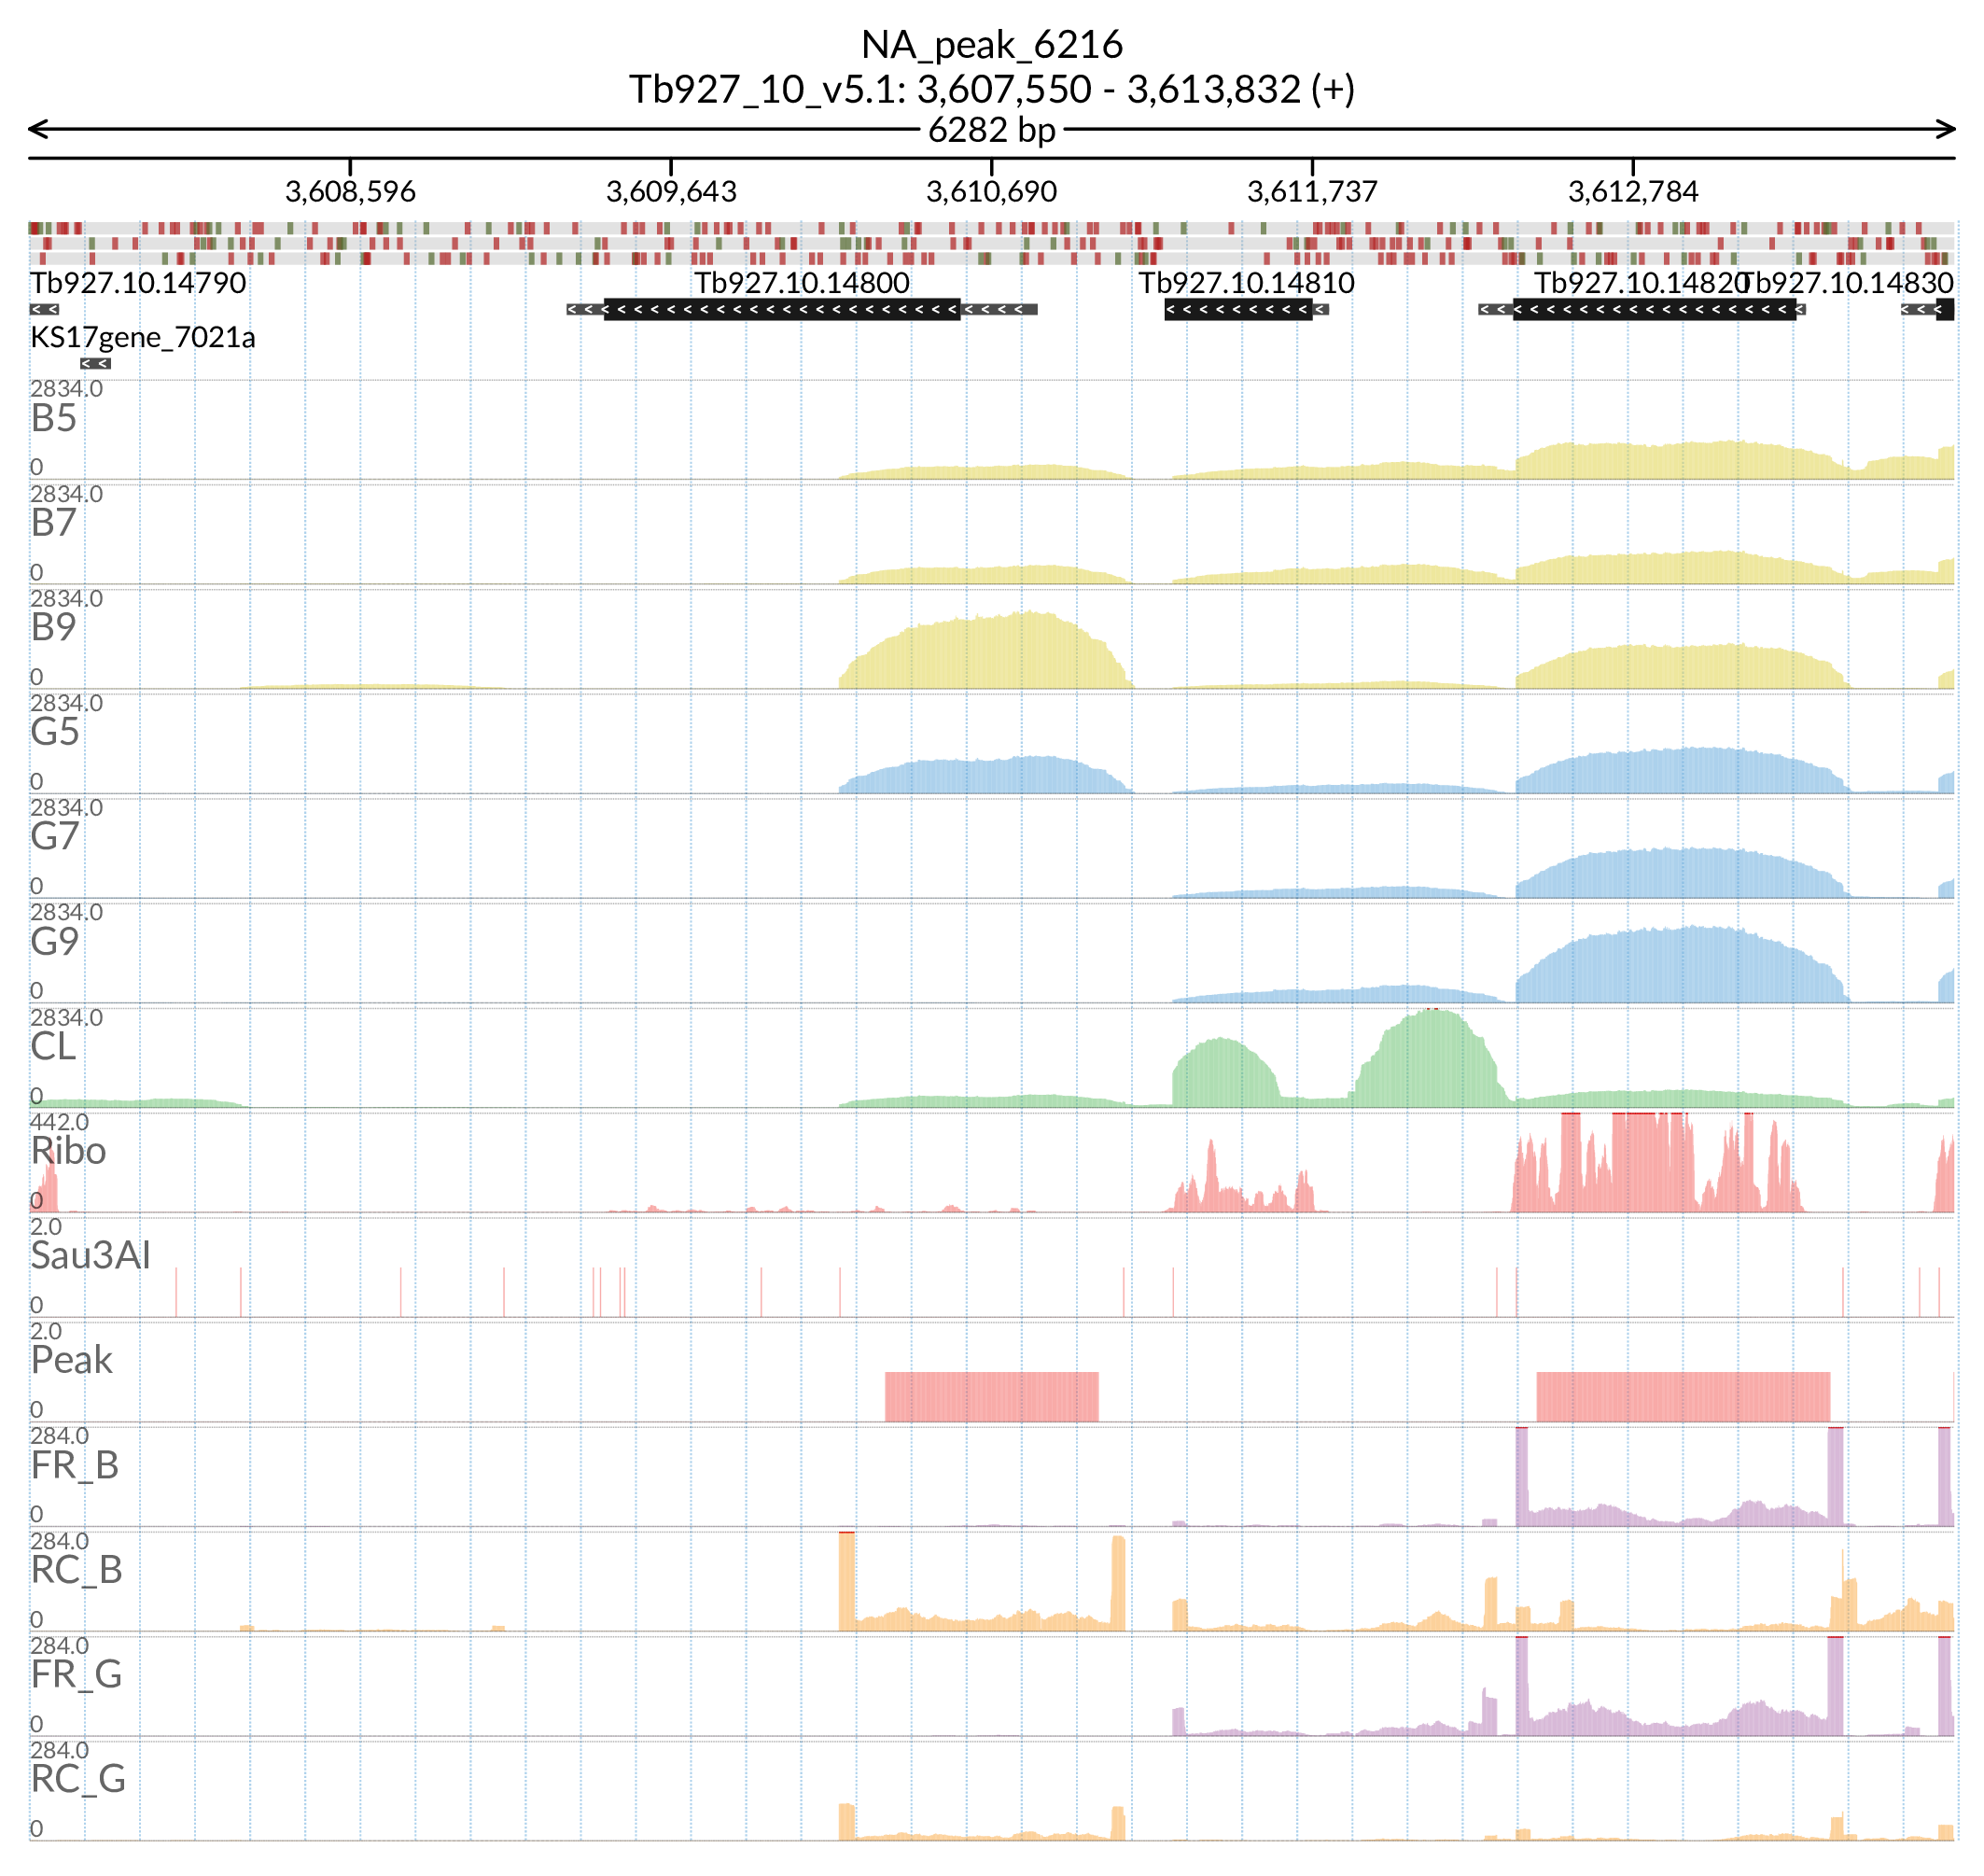 NA_peak_6216
Tb927_10_v5.1: 3,607,550 - 3,613,832 (+)
6282 bp
3,608,596 3,609,643 3,610,690 3,611,737 3,612,784
Tb927.10.14790 Tb927.10.14800 Tb927.10.14810 Tb927.10.14820 Tb927.10.14830
KS17gene_7021a
2834.0
B5
0
2834.0
B7
0
2834.0
B9
0
2834.0
G5
0
2834.0
G7
0
2834.0
G9
0
2834.0
CL
0
442.0
Ribo
0
2.0
Sau3AI
0
2.0
Peak
0
284.0
FR_B
0
284.0
RC_B
0
284.0
FR_G
0
284.0
RC_G
0